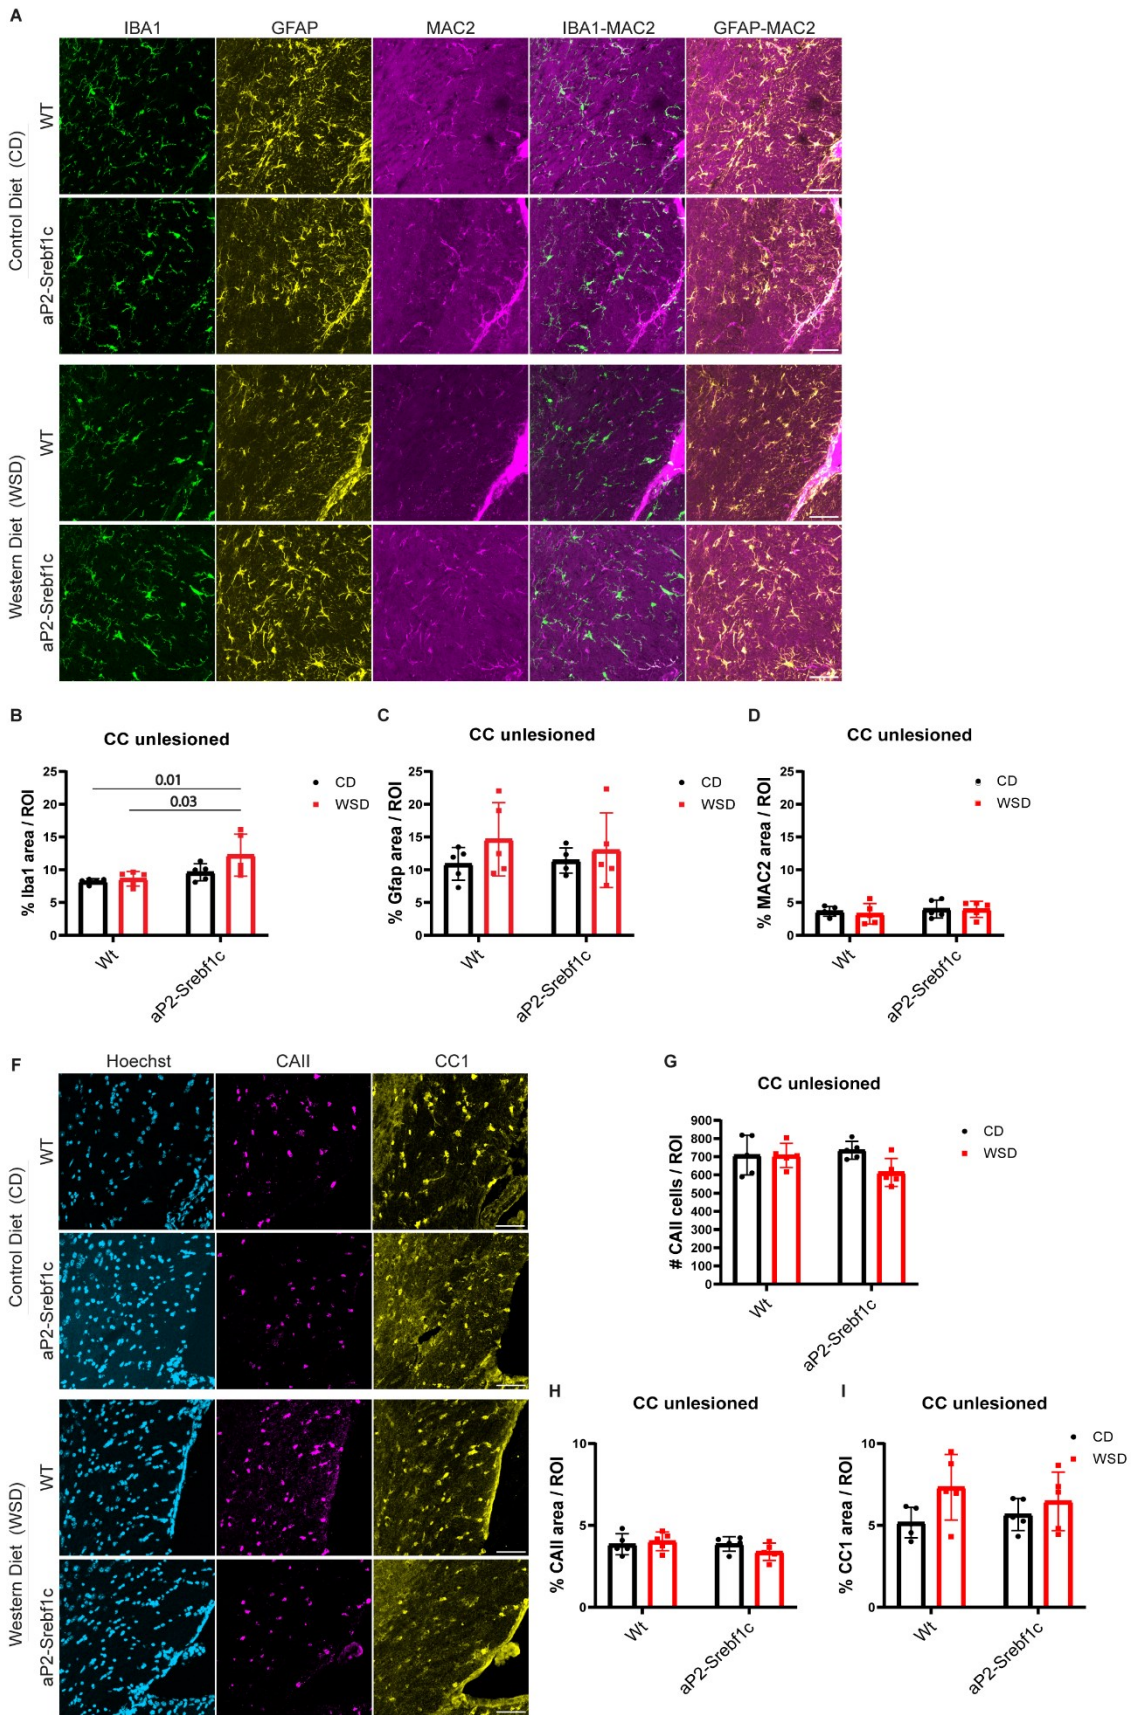 A
IBA1 GFAP MAC2 IBA1-MAC2 GFAP-MAC2
Control Diet (CD)
WT
aP2-Srebf1c
Western Diet (WSD)
WT
aP2-Srebf1c
B
CC unlesioned
% Iba1 area / ROI
25
20
15
10
5
0
0.01
0.03
Wt
aP2-Srebf1c
CD
WSD
C
CC unlesioned
% Gfap area / ROI
25
20
15
10
5
0
Wt
aP2-Srebf1c
CD
WSD
D
CC unlesioned
% MAC2 area / ROI
25
20
15
10
5
0
Wt
aP2-Srebf1c
CD
WSD
F
Hoechst CAII CC1
Control Diet (CD)
WT
aP2-Srebf1c
Western Diet (WSD)
WT
aP2-Srebf1c
G
CC unlesioned
# CAII cells / ROI
900
800
700
600
500
400
300
200
100
0
Wt
aP2-Srebf1c
CD
WSD
H
CC unlesioned
% CAII area / ROI
10
5
0
Wt
aP2-Srebf1c
I
CC unlesioned
% CC1 area / ROI
10
5
0
Wt
aP2-Srebf1c
CD
WSD